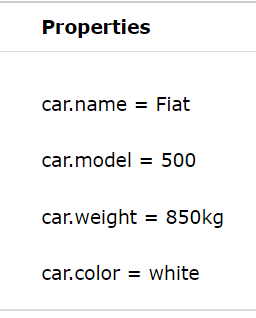 Properties
car.name = Fiat
car.model = 500
car.weight = 850kg
car.color = white